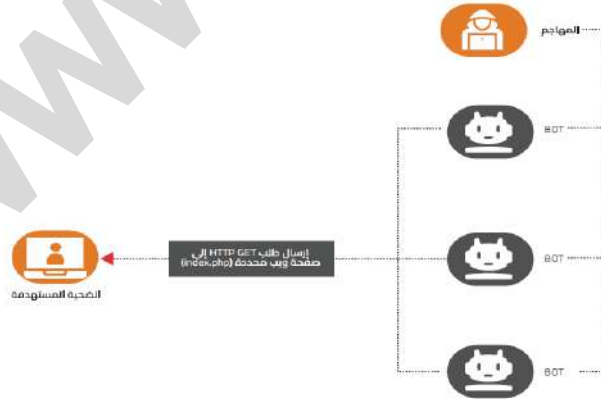 المهاجم
BOT
إرسال طلب HTTP GET إلى
صفحة ويب محددة (index.php)
BOT
الضحية المستهدفة
BOT